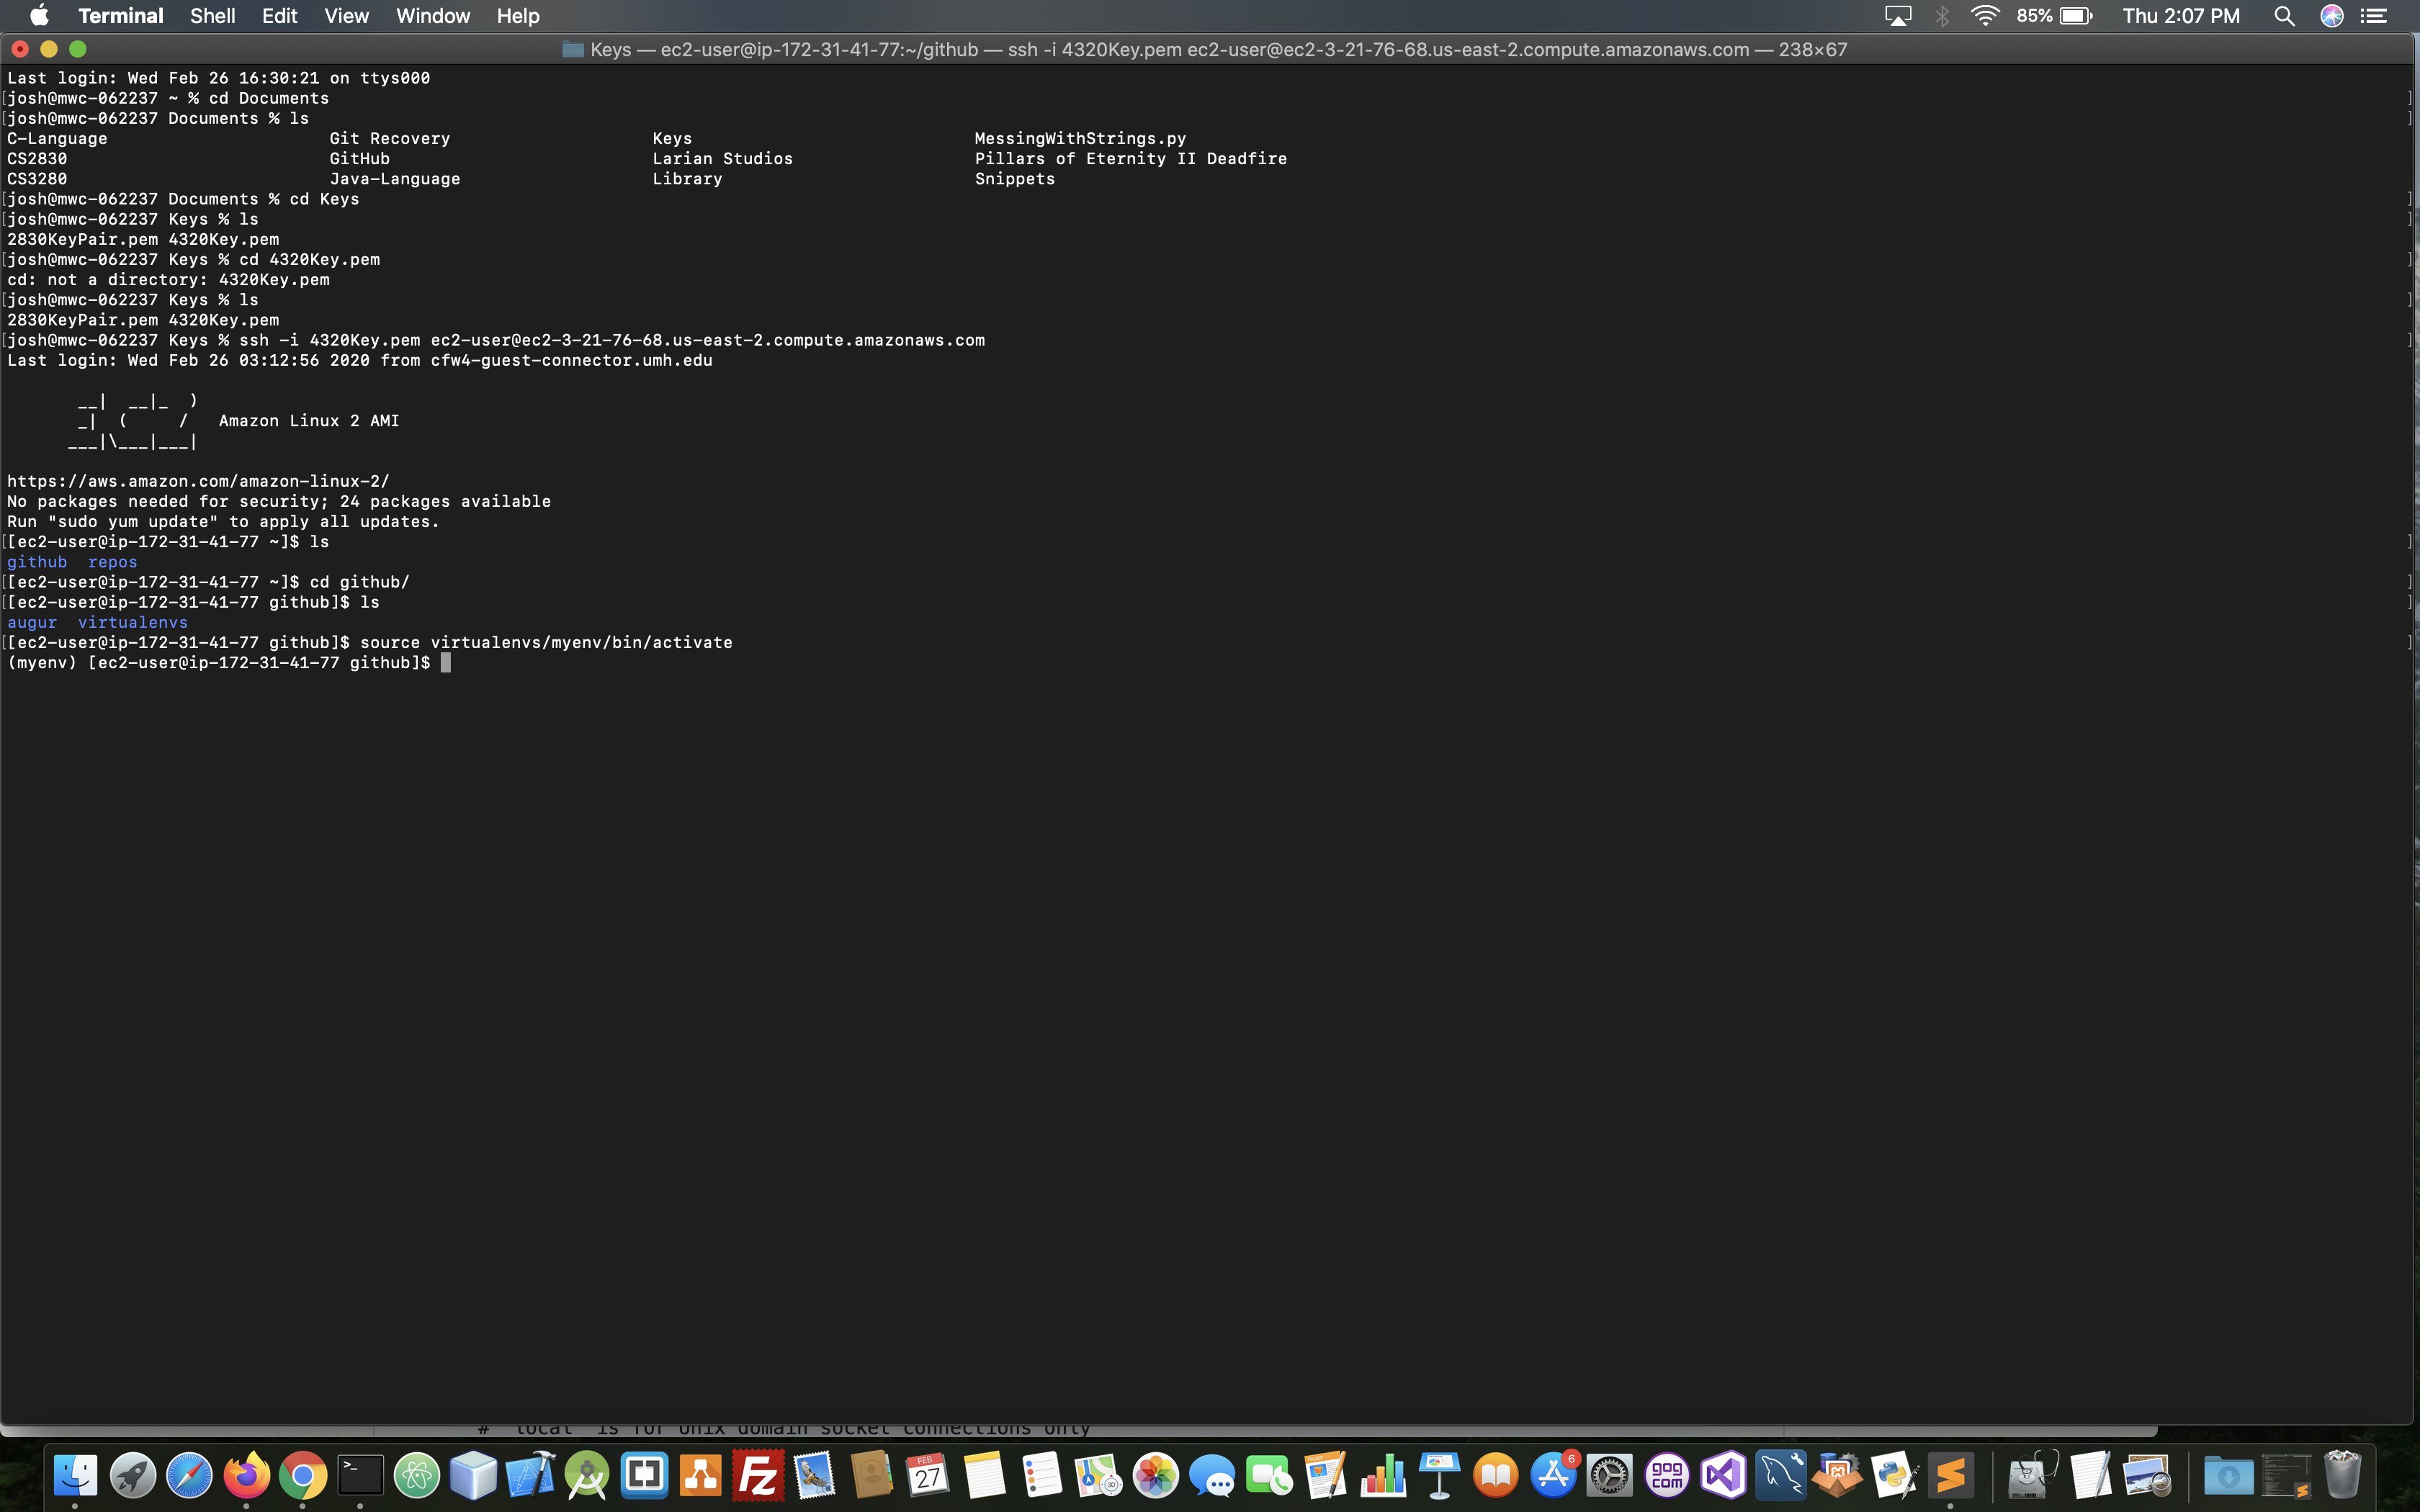 Terminal Shell Edit View Window Help 85% Thu 2:07 PM
Keys — ec2-user@ip-172-31-41-77:~/github — ssh -i 4320Key.pem ec2-user@ec2-3-21-76-68.us-east-2.compute.amazonaws.com — 238×67
Last login: Wed Feb 26 16:30:21 on ttys000
[josh@mwc-062237 ~ % cd Documents ]
[josh@mwc-062237 Documents % ls ]
C-Language Git Recovery Keys MessingWithStrings.py
CS2830 GitHub Larian Studios Pillars of Eternity II Deadfire
CS3280 Java-Language Library Snippets
[josh@mwc-062237 Documents % cd Keys ]
[josh@mwc-062237 Keys % ls ]
2830KeyPair.pem 4320Key.pem
[josh@mwc-062237 Keys % cd 4320Key.pem ]
cd: not a directory: 4320Key.pem
[josh@mwc-062237 Keys % ls ]
2830KeyPair.pem 4320Key.pem
[josh@mwc-062237 Keys % ssh -i 4320Key.pem ec2-user@ec2-3-21-76-68.us-east-2.compute.amazonaws.com ]
Last login: Wed Feb 26 03:12:56 2020 from cfw4-guest-connector.umh.edu
__|  __|_  )
_|  (     /   Amazon Linux 2 AMI
___|\___|___|
https://aws.amazon.com/amazon-linux-2/
No packages needed for security; 24 packages available
Run "sudo yum update" to apply all updates.
[[ec2-user@ip-172-31-41-77 ~]$ ls ]
github repos
[[ec2-user@ip-172-31-41-77 ~]$ cd github/ ]
[[ec2-user@ip-172-31-41-77 github]$ ls ]
augur virtualenvs
[[ec2-user@ip-172-31-41-77 github]$ source virtualenvs/myenv/bin/activate ]
(myenv) [ec2-user@ip-172-31-41-77 github]$
# "local" is for Unix domain socket connections only
>_ Fz FEB 27 3D 6 GOG COM